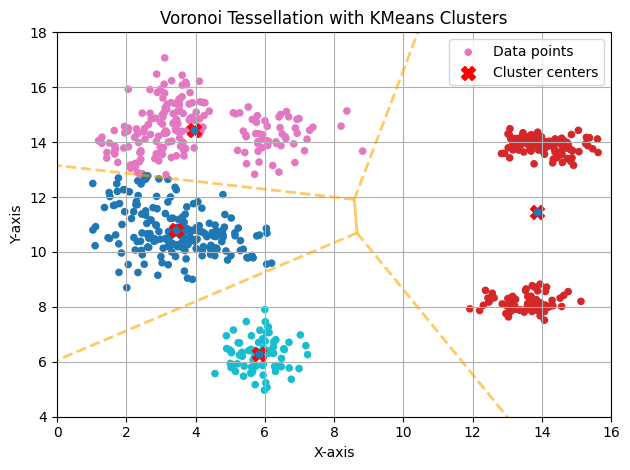 Voronoi Tessellation with KMeans Clusters
Data points
Cluster centers
Y-axis
18
16
14
12
10
8
6
4
0 2 4 6 8 10 12 14 16
X-axis